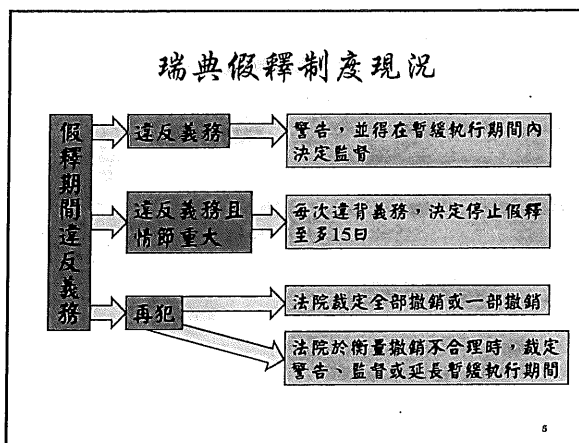 瑞典假釋制度現況
假釋期間違反義務
違反義務
警告，並得在暫緩執行期間內
決定監督
違反義務且
情節重大
每次違背義務，決定停止假釋
至多15日
再犯
法院裁定全部撤銷或一部撤銷
法院於衡量撤銷不合理時，裁定
警告、監督或延長暫緩執行期間
5